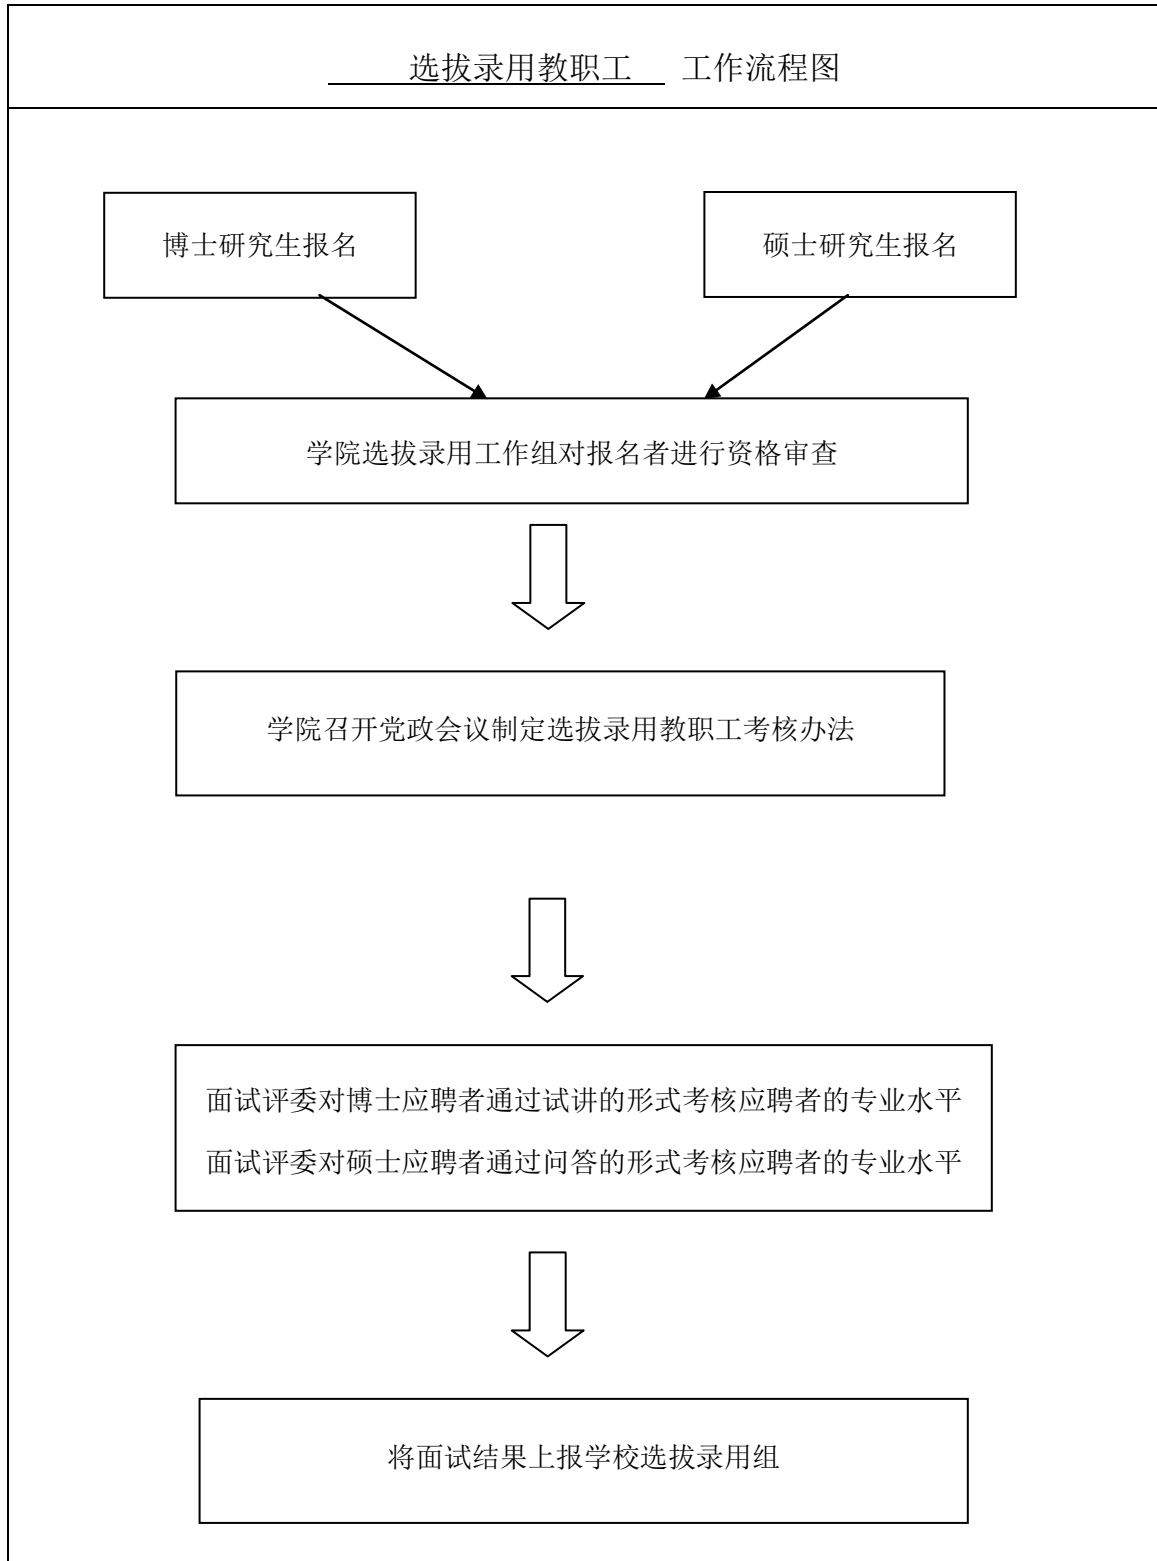 选拔录用教职工 工作流程图
博士研究生报名
硕士研究生报名
学院选拔录用工作组对报名者进行资格审查
学院召开党政会议制定选拔录用教职工考核办法
面试评委对博士应聘者通过试讲的形式考核应聘者的专业水平
面试评委对硕士应聘者通过问答的形式考核应聘者的专业水平
将面试结果上报学校选拔录用组